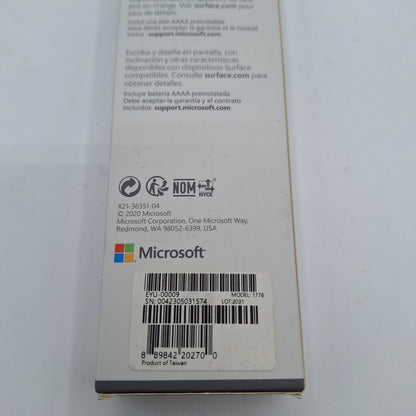 pris en charge. Voir surface.com pour
plus de détails.
Inclut une pile AAAA préinstallée.
Vous devez accepter la garantie et le contrat
inclus : support.microsoft.com
Escriba y diseñe en pantalla, con
inclinación y otras características
disponibles con dispositivos Surface
compatibles. Consulte surface.com para
obtener detalles.
Incluye batería AAAA preinstalada.
Debe aceptar la garantía y el contrato
incluidos: support.microsoft.com
NOM
NYCE
X21-36351-04
© 2020 Microsoft
Microsoft Corporation, One Microsoft Way,
Redmond, WA 98052-6399, USA
Microsoft
EYU-00009 MODEL: 1776
SN: 004230S031574 LOT:2031
8 89842 20270 0
Product of Taiwan